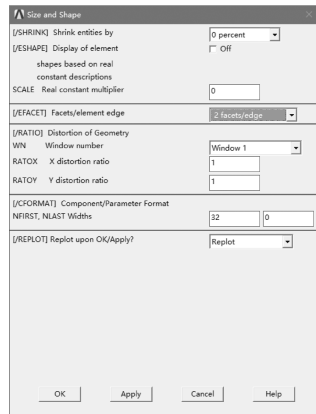 Size and Shape
[/SHRINK] Shrink entities by 0 percent
[/ESHAPE] Display of element Off
shapes based on real
constant descriptions
SCALE Real constant multiplier 0
[/EFACET] Facets/element edge 2 facets/edge
[/RATIO] Distortion of Geometry
WN Window number Window 1
RATOX X distortion ratio 1
RATOY Y distortion ratio 1
[/CFORMAT] Component/Parameter Format
NFIRST, NLAST Widths 32 0
[/REPLOT] Replot upon OK/Apply? Replot
OK Apply Cancel Help